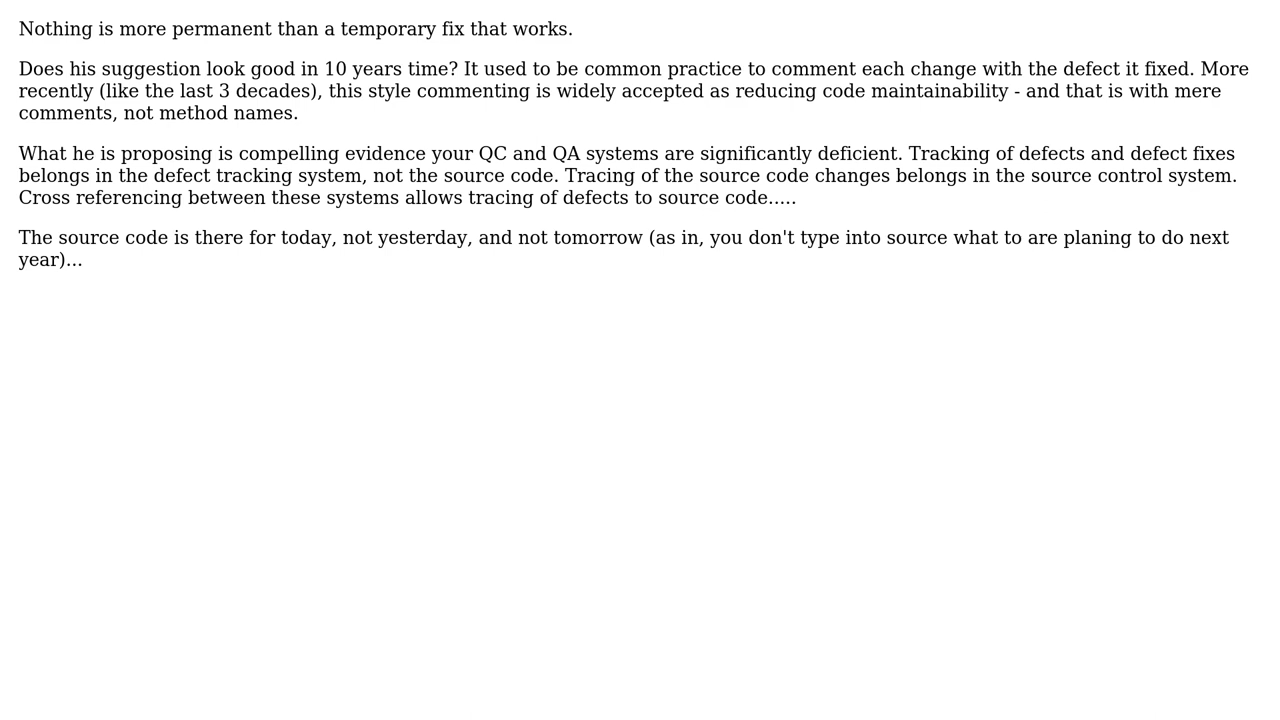 Nothing is more permanent than a temporary fix that works.
Does his suggestion look good in 10 years time? It used to be common practice to comment each change with the defect it fixed. More
recently (like the last 3 decades), this style commenting is widely accepted as reducing code maintainability - and that is with mere
comments, not method names.
What he is proposing is compelling evidence your QC and QA systems are significantly deficient. Tracking of defects and defect fixes
belongs in the defect tracking system, not the source code. Tracing of the source code changes belongs in the source control system.
Cross referencing between these systems allows tracing of defects to source code.....
The source code is there for today, not yesterday, and not tomorrow (as in, you don't type into source what to are planing to do next
year)...